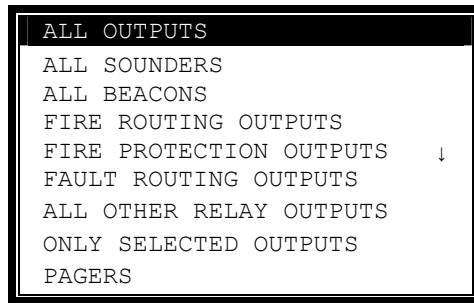 ALL OUTPUTS
ALL SOUNDERS
ALL BEACONS
FIRE ROUTING OUTPUTS
FIRE PROTECTION OUTPUTS ↓
FAULT ROUTING OUTPUTS
ALL OTHER RELAY OUTPUTS
ONLY SELECTED OUTPUTS
PAGERS